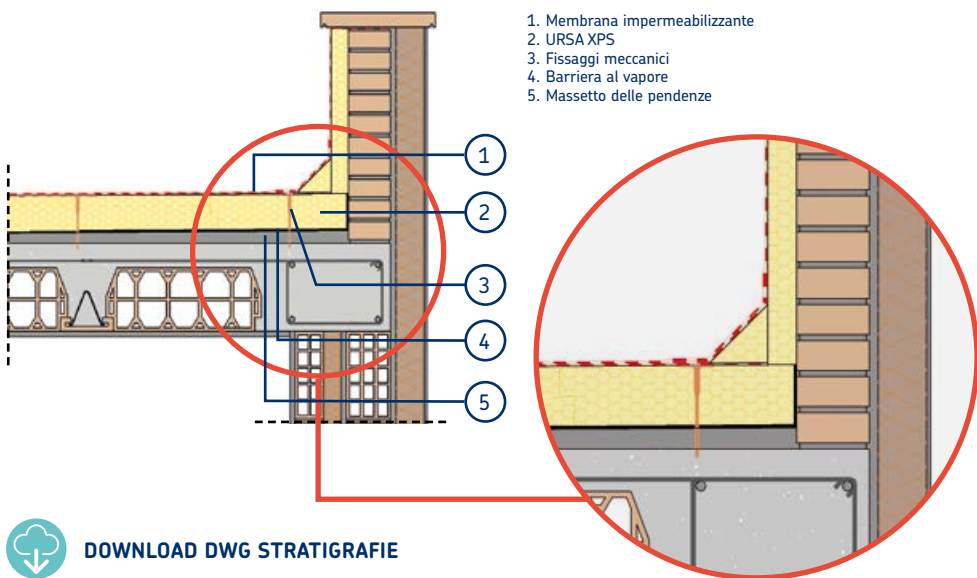 1. Membrana impermeabilizzante
2. URSA XPS
3. Fissaggi meccanici
4. Barriera al vapore
5. Massetto delle pendenze
1
2
3
4
5
DOWNLOAD DWG STRATIGRAFIE